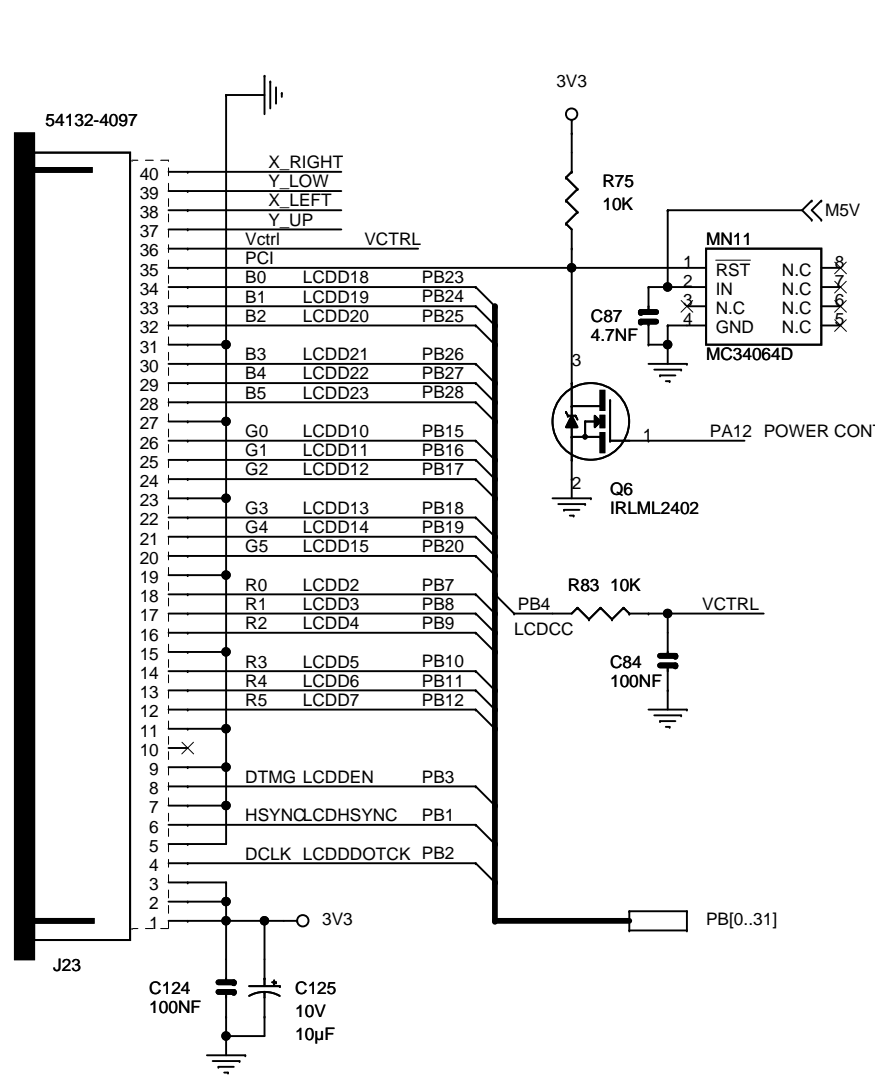 54132-4097
3V3
40 X_RIGHT
39 Y_LOW
38 X_LEFT
37 Y_UP
36 Vctrl VCTRL
35 PCI
34 B0 LCDD18 PB23
33 B1 LCDD19 PB24
32 B2 LCDD20 PB25
31
30 B3 LCDD21 PB26
29 B4 LCDD22 PB27
28 B5 LCDD23 PB28
27
26 G0 LCDD10 PB15
25 G1 LCDD11 PB16
24 G2 LCDD12 PB17
23
22 G3 LCDD13 PB18
21 G4 LCDD14 PB19
20 G5 LCDD15 PB20
19
18 R0 LCDD2 PB7
17 R1 LCDD3 PB8
16 R2 LCDD4 PB9
15
14 R3 LCDD5 PB10
13 R4 LCDD6 PB11
12 R5 LCDD7 PB12
11
10
9
8 DTMG LCDDEN PB3
7
6 HSYNC LCDHSYNC PB1
5
4 DCLK LCDDDOTCK PB2
3
2
1 3V3
J23
C124
100NF
C125
10V
10µF
R75
10K
M5V
MN11
1 RST N.C 8
2 IN N.C 7
3 N.C N.C 6
4 GND N.C 5
MC34064D
C87
4.7NF
3
1 PA12 POWER CON
2
Q6
IRLML2402
R83 10K
PB4 VCTRL
LCDCC
C84
100NF
PB[0..31]